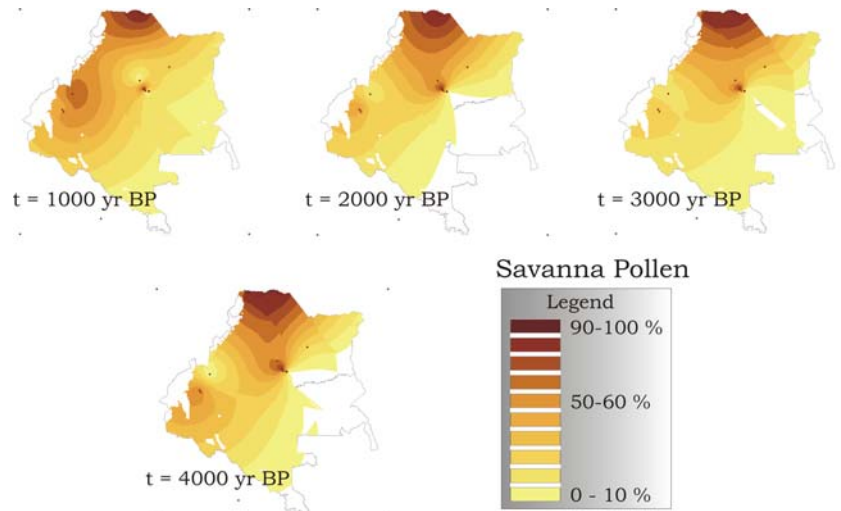 t = 1000 yr BP
t = 2000 yr BP
t = 3000 yr BP
t = 4000 yr BP
Savanna Pollen
Legend
90-100 %
50-60 %
0 - 10 %